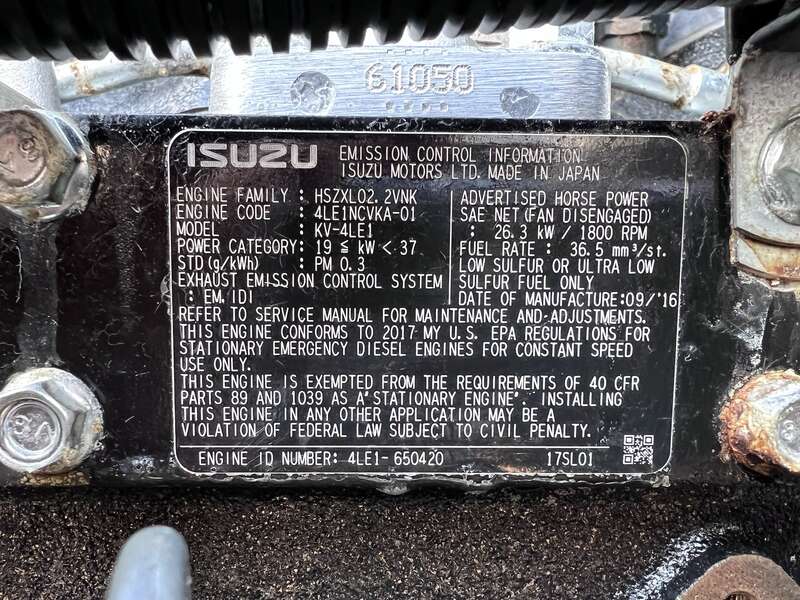 61050
ISUZU EMISSION CONTROL INFORMATION
ISUZU MOTORS LTD. MADE IN JAPAN
ENGINE FAMILY : HSZXL02.2VNK
ENGINE CODE : 4LE1NCVKA-01
MODEL : KV-4LE1
POWER CATEGORY: 19 ≦ kW < 37
STD (g/kWh) : PM 0.3
EXHAUST EMISSION CONTROL SYSTEM
: EM, IDI
ADVERTISED HORSE POWER
SAE NET (FAN DISENGAGED)
: 26.3 kW / 1800 RPM
FUEL RATE : 36.5 mm³/st.
LOW SULFUR OR ULTRA LOW
SULFUR FUEL ONLY
DATE OF MANUFACTURE:09/'16
REFER TO SERVICE MANUAL FOR MAINTENANCE AND ADJUSTMENTS.
THIS ENGINE CONFORMS TO 2017 MY U.S. EPA REGULATIONS FOR
STATIONARY EMERGENCY DIESEL ENGINES FOR CONSTANT SPEED
USE ONLY.
THIS ENGINE IS EXEMPTED FROM THE REQUIREMENTS OF 40 CFR
PARTS 89 AND 1039 AS A "STATIONARY ENGINE". INSTALLING
THIS ENGINE IN ANY OTHER APPLICATION MAY BE A
VIOLATION OF FEDERAL LAW SUBJECT TO CIVIL PENALTY.
ENGINE ID NUMBER: 4LE1- 650420 17SL01